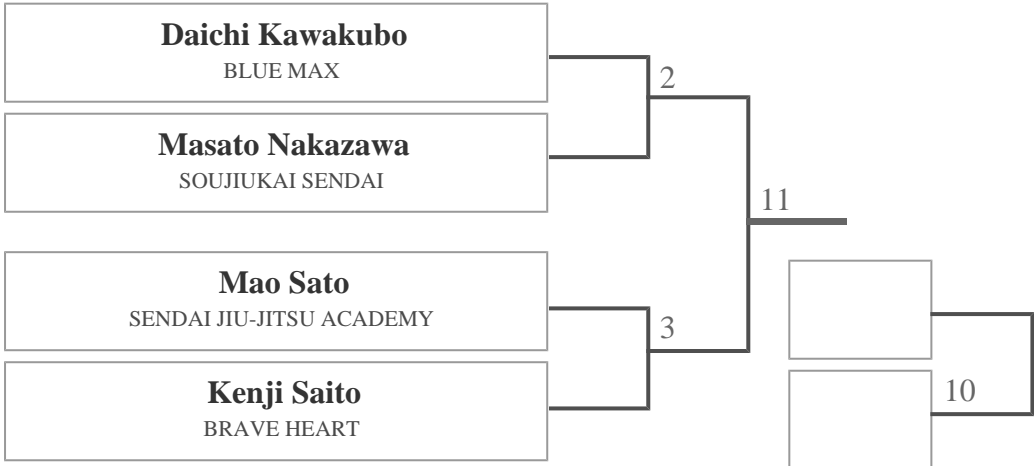 Daichi Kawakubo
BLUE MAX
2
Masato Nakazawa
SOUJIUKAI SENDAI
11
Mao Sato
SENDAI JIU-JITSU ACADEMY
3
Kenji Saito
BRAVE HEART
10